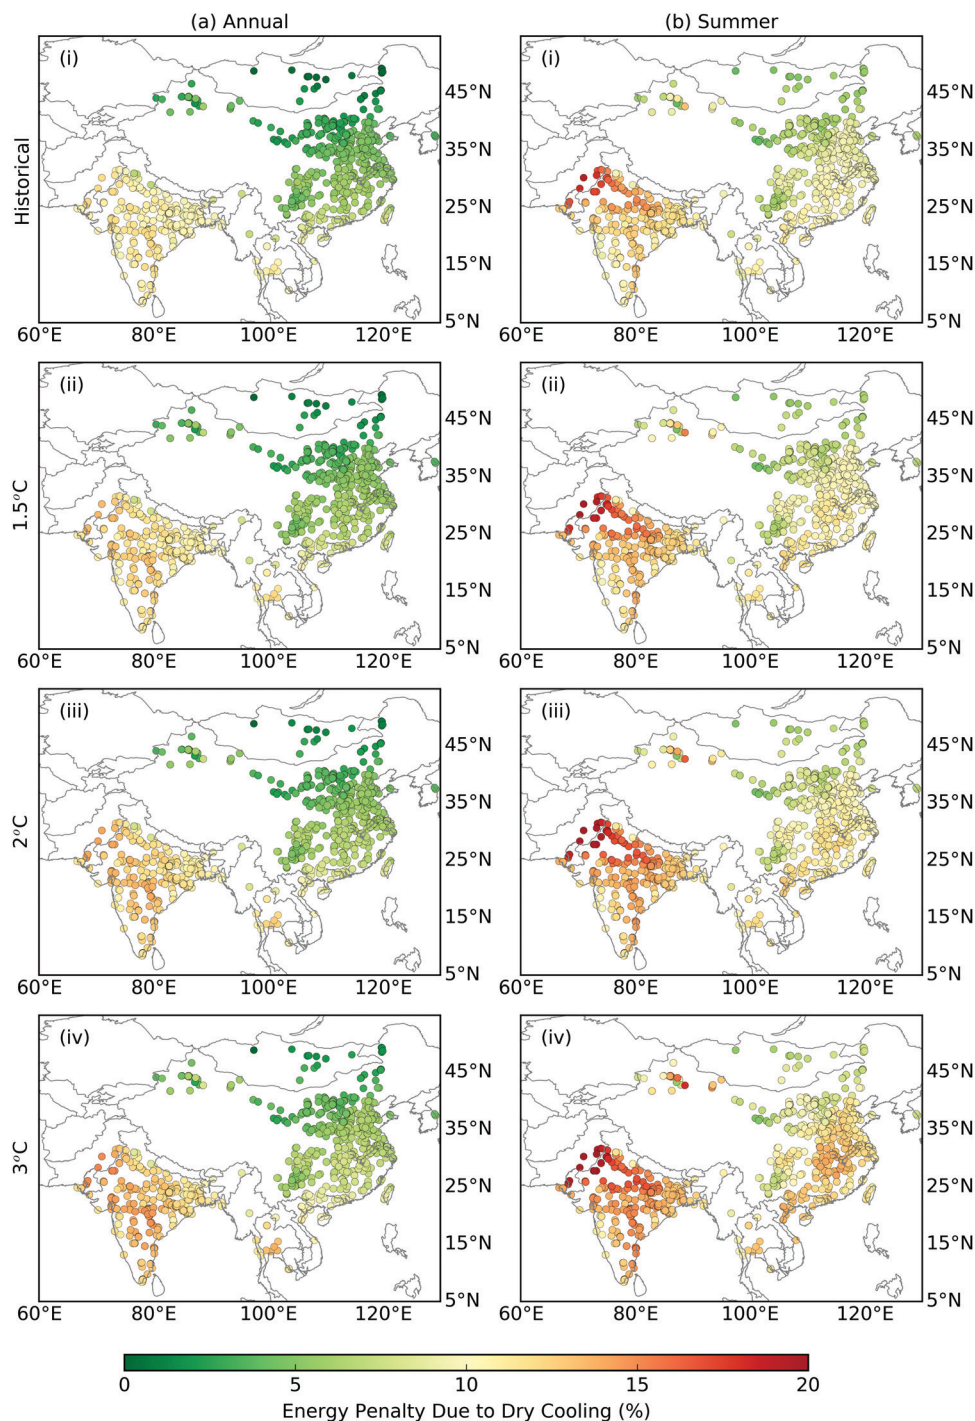 (a) Annual
(b) Summer
Historical
(i)
45°N
35°N
25°N
15°N
5°N
60°E
80°E
100°E
120°E
(i)
45°N
35°N
25°N
15°N
5°N
60°E
80°E
100°E
120°E
1.5°C
(ii)
45°N
35°N
25°N
15°N
5°N
60°E
80°E
100°E
120°E
(ii)
45°N
35°N
25°N
15°N
5°N
60°E
80°E
100°E
120°E
2°C
(iii)
45°N
35°N
25°N
15°N
5°N
60°E
80°E
100°E
120°E
(iii)
45°N
35°N
25°N
15°N
5°N
60°E
80°E
100°E
120°E
3°C
(iv)
45°N
35°N
25°N
15°N
5°N
60°E
80°E
100°E
120°E
(iv)
45°N
35°N
25°N
15°N
5°N
60°E
80°E
100°E
120°E
0
5
10
15
20
Energy Penalty Due to Dry Cooling (%)